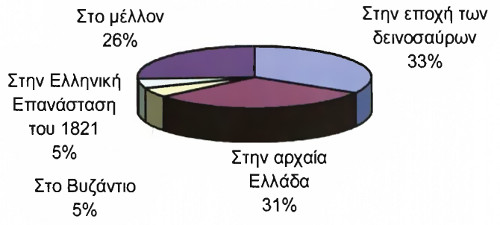 Στο μέλλον
26%
Στην εποχή των
δεινοσαύρων
33%
Στην Ελληνική
Επανάσταση
του 1821
5%
Στο Βυζάντιο
5%
Στην αρχαία
Ελλάδα
31%